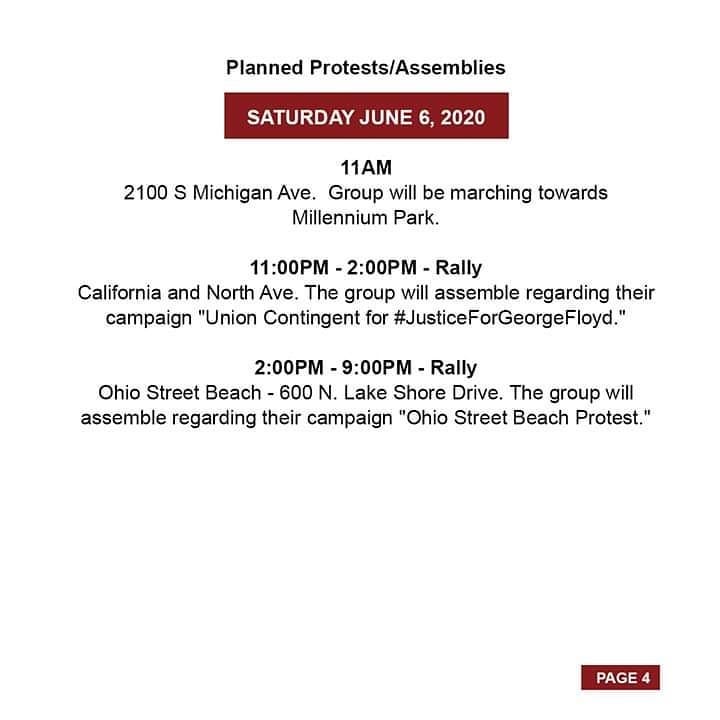 Planned Protests/Assemblies
SATURDAY JUNE 6, 2020
11AM
2100 S Michigan Ave.  Group will be marching towards
Millennium Park.
11:00PM - 2:00PM - Rally
California and North Ave. The group will assemble regarding their
campaign "Union Contingent for #JusticeForGeorgeFloyd."
2:00PM - 9:00PM - Rally
Ohio Street Beach - 600 N. Lake Shore Drive. The group will
assemble regarding their campaign "Ohio Street Beach Protest."
PAGE 4